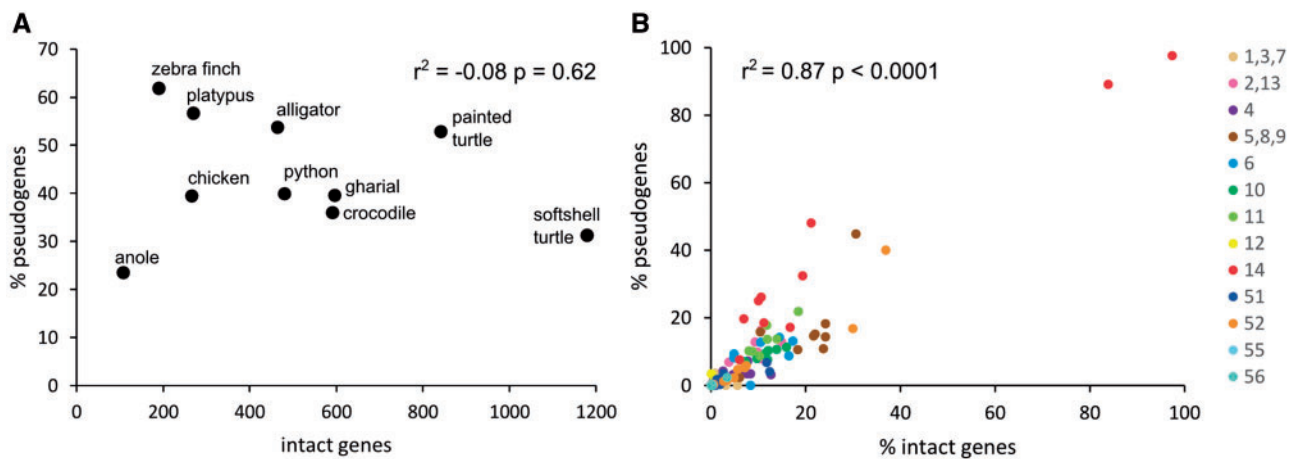 A
70
60
50
40
30
20
10
0
% pseudogenes
zebra finch
platypus
alligator
painted
turtle
chicken
python
gharial
crocodile
softshell
turtle
anole
r2 = -0.08 p = 0.62
0
200
400
600
800
1000
1200
intact genes
B
100
80
60
40
20
0
% pseudogenes
r2 = 0.87 p < 0.0001
0
20
40
60
80
100
% intact genes
1,3,7
2,13
4
5,8,9
6
10
11
12
14
51
52
55
56